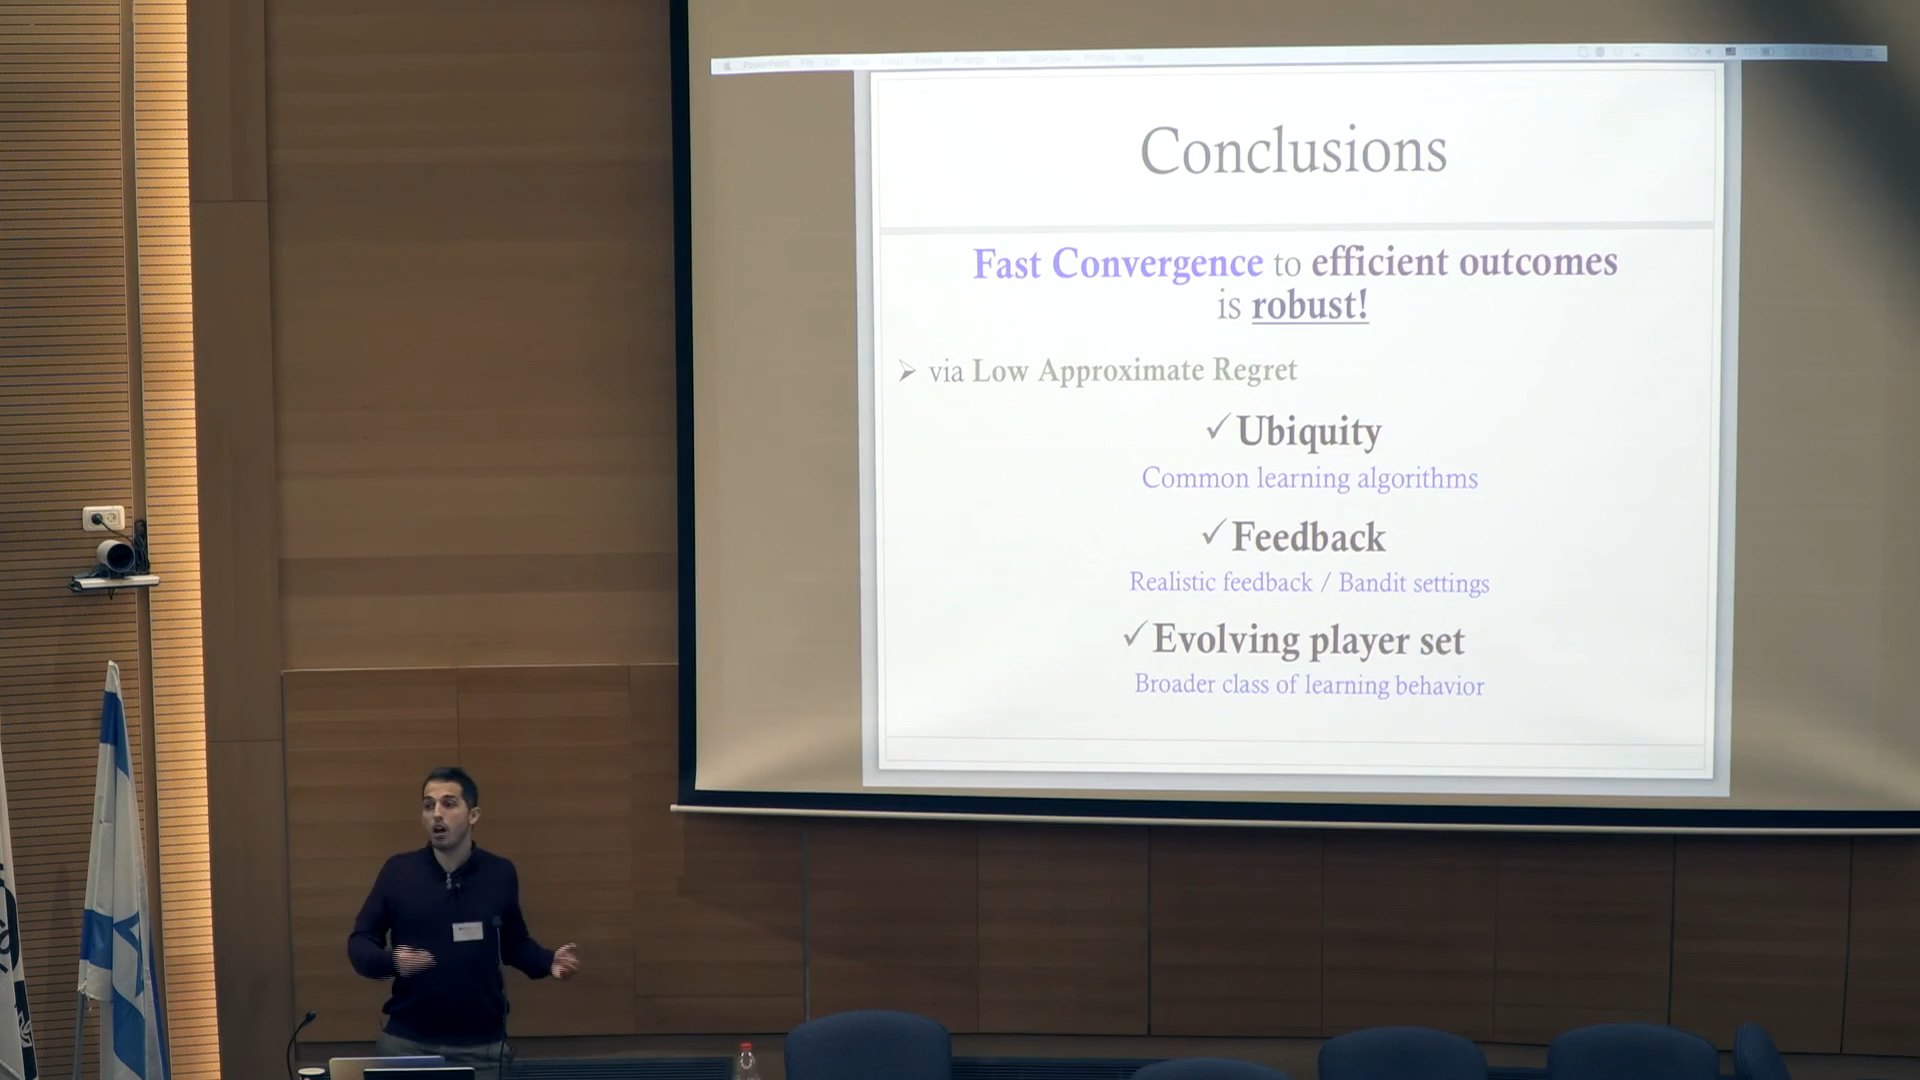 PowerPoint
Conclusions
Fast Convergence to efficient outcomes
is robust!
➢ via Low Approximate Regret
✓ Ubiquity
Common learning algorithms
✓ Feedback
Realistic feedback / Bandit settings
✓ Evolving player set
Broader class of learning behavior